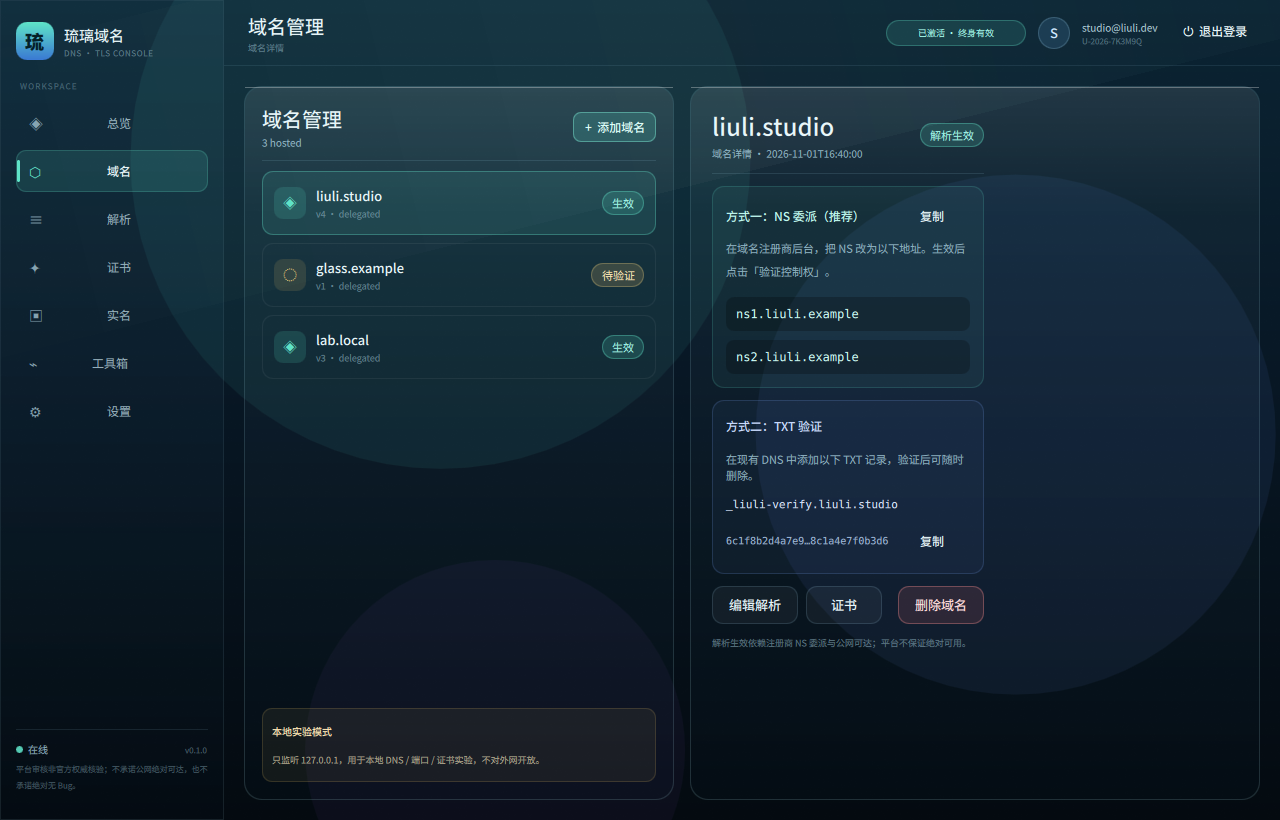 琉
琉璃域名
DNS · TLS CONSOLE
WORKSPACE
总览
域名
解析
证书
实名
工具箱
设置
在线
v0.1.0
平台审核非官方权威核验；不承诺公网绝对可达，也不
承诺绝对无 Bug。
域名管理
域名详情
已激活 · 终身有效
S
studio@liuli.dev
U-2026-7K3M9Q
退出登录
域名管理
3 hosted
+ 添加域名
liuli.studio
v4 · delegated
生效
glass.example
v1 · delegated
待验证
lab.local
v3 · delegated
生效
本地实验模式
只监听 127.0.0.1，用于本地 DNS / 端口 / 证书实验，不对外网开放。
liuli.studio
域名详情 · 2026-11-01T16:40:00
解析生效
方式一：NS 委派（推荐）
复制
在域名注册商后台，把 NS 改为以下地址。生效后
点击「验证控制权」。
ns1.liuli.example
ns2.liuli.example
方式二：TXT 验证
在现有 DNS 中添加以下 TXT 记录，验证后可随时
删除。
_liuli-verify.liuli.studio
6c1f8b2d4a7e9…8c1a4e7f0b3d6
复制
编辑解析
证书
删除域名
解析生效依赖注册商 NS 委派与公网可达；平台不保证绝对可用。